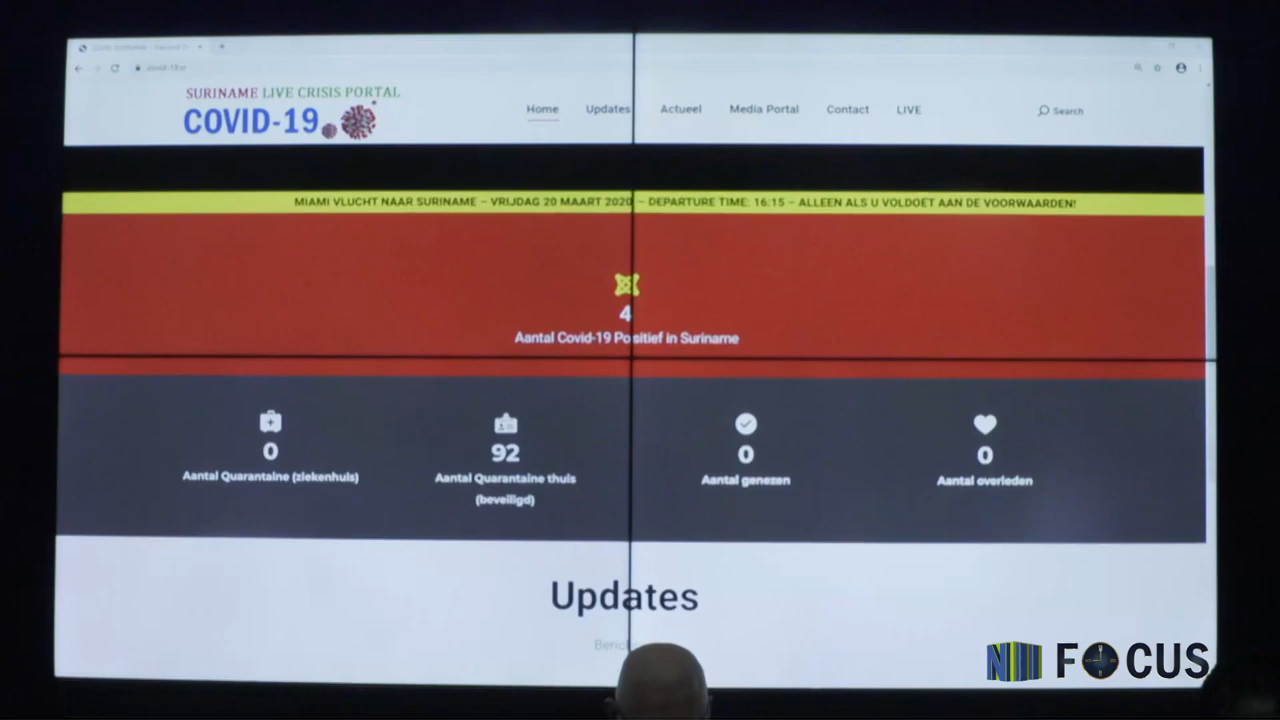 SURINAME LIVE CRISIS PORTAL
COVID-19
Home Updates Actueel Media Portal Contact LIVE Search
MIAMI VLUCHT NAAR SURINAME – VRIJDAG 20 MAART 2020 – DEPARTURE TIME: 16:15 – ALLEEN ALS U VOLDOET AAN DE VOORWAARDEN!
4
Aantal Covid-19 Positief in Suriname
0
Aantal Quarantaine (ziekenhuis)
92
Aantal Quarantaine thuis
(beveiligd)
0
Aantal genezen
0
Aantal overleden
Updates
FOCUS